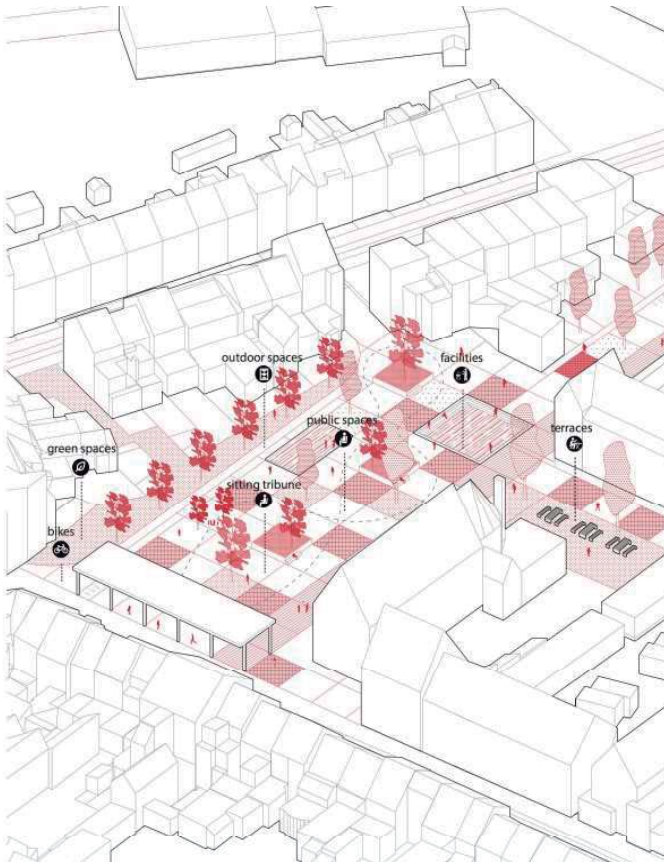 outdoor spaces
facilities
public spaces
terraces
green spaces
sitting tribune
bikes